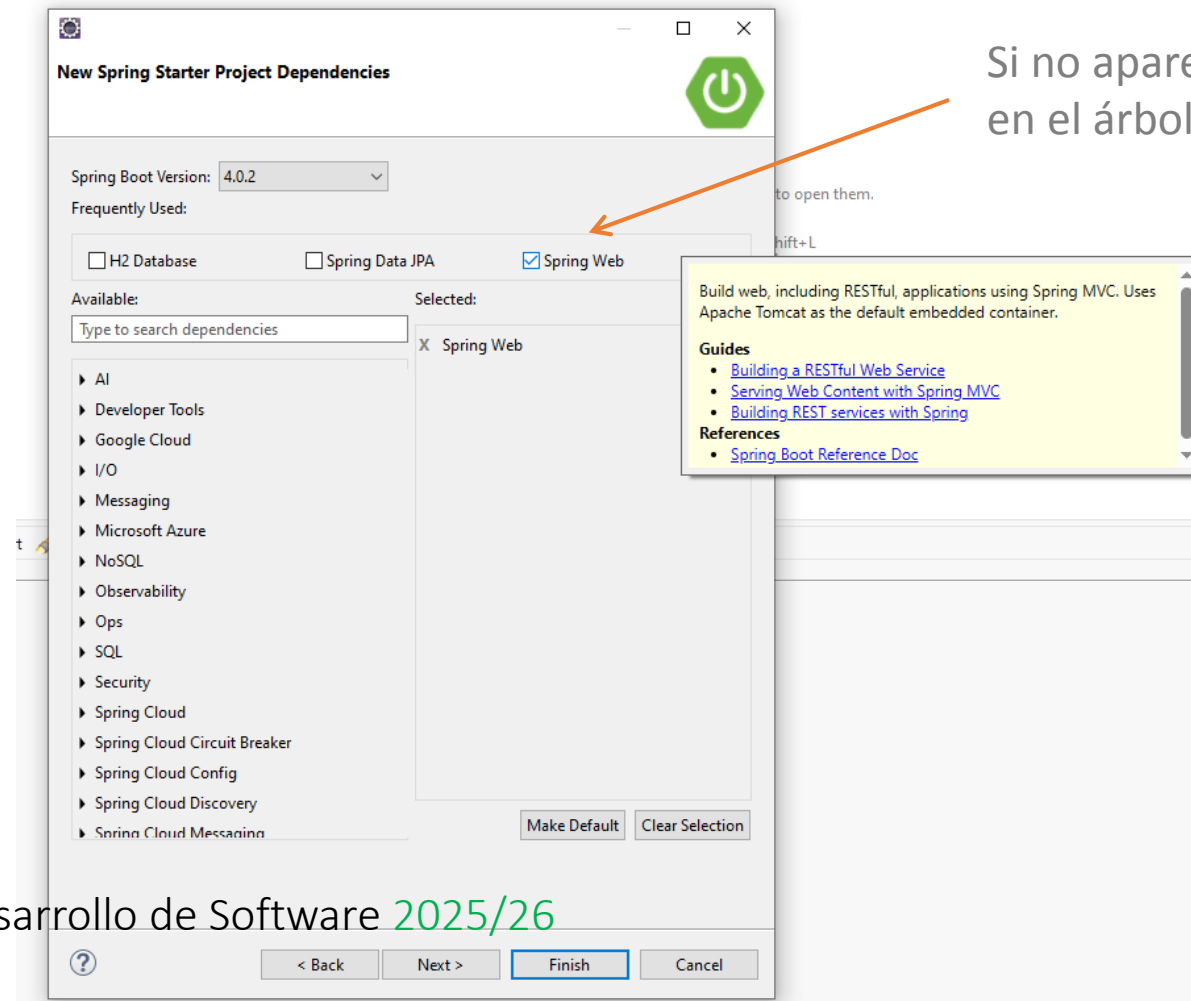 New Spring Starter Project Dependencies
Si no apare
en el árbol
Spring Boot Version: 4.0.2
to open them.
Frequently Used:
hift+L
H2 Database Spring Data JPA Spring Web
Available: Selected:
Type to search dependencies
X Spring Web
Build web, including RESTful, applications using Spring MVC. Uses
Apache Tomcat as the default embedded container.
Guides
• Building a RESTful Web Service
• Serving Web Content with Spring MVC
• Building REST services with Spring
References
• Spring Boot Reference Doc
AI
Developer Tools
Google Cloud
I/O
Messaging
Microsoft Azure
t
NoSQL
Observability
Ops
SQL
Security
Spring Cloud
Spring Cloud Circuit Breaker
Spring Cloud Config
Spring Cloud Discovery
Spring Cloud Messaging
Make Default Clear Selection
sarrollo de Software 2025/26
? < Back Next > Finish Cancel